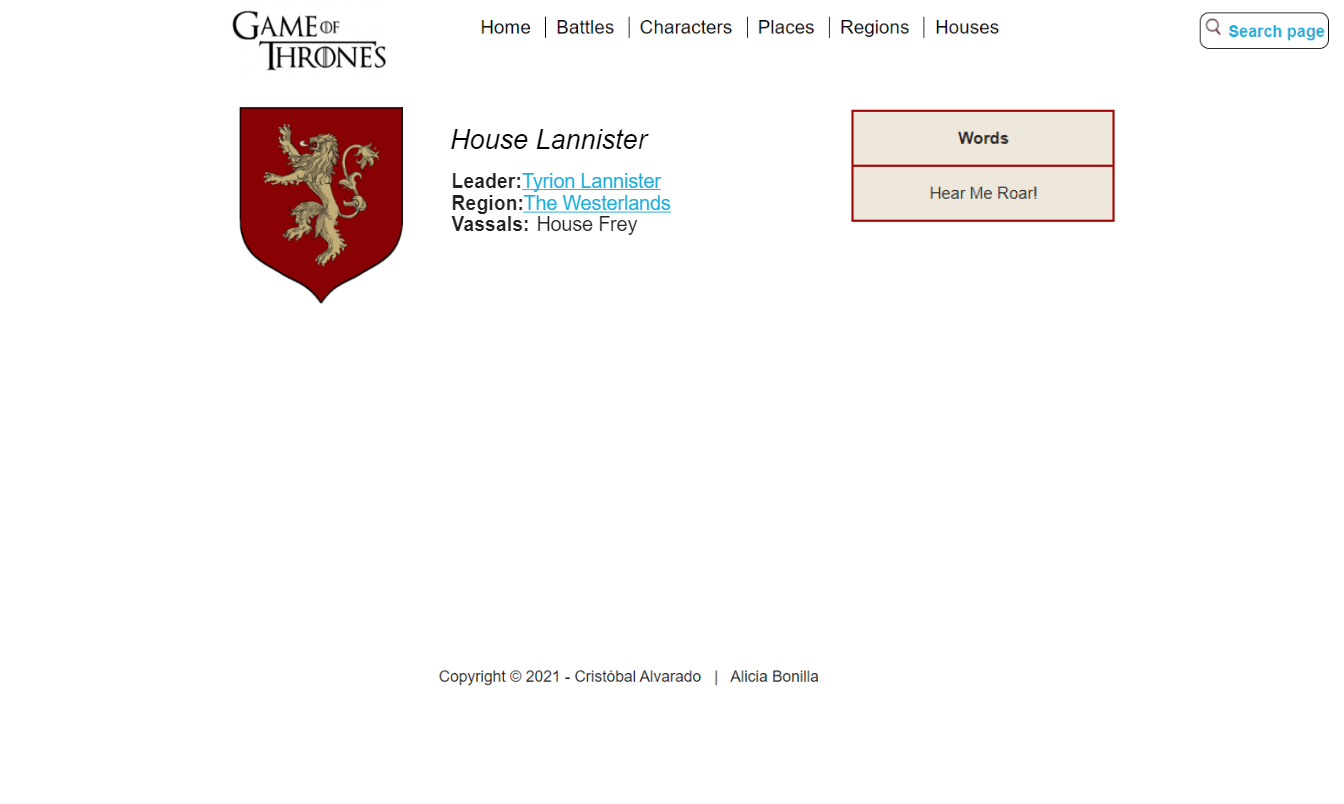 GAME OF
THRONES
Home | Battles | Characters | Places | Regions | Houses
Search page
House Lannister
Leader:Tyrion Lannister
Region:The Westerlands
Vassals: House Frey
Words
Hear Me Roar!
Copyright © 2021 - Cristóbal Alvarado | Alicia Bonilla